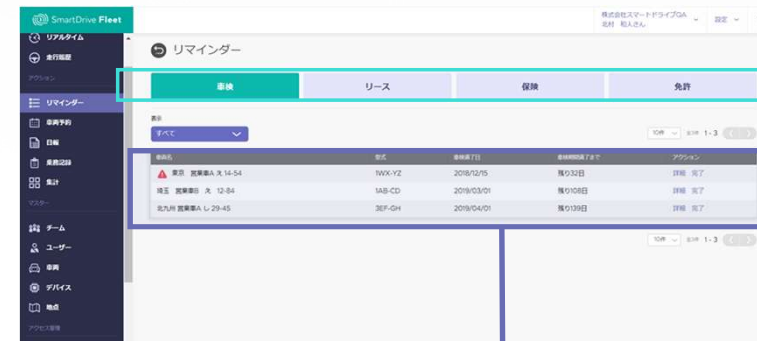 SmartDrive Fleet
株式会社スマートドライブQA
北村 和人さん
設定
リアルタイム
走行履歴
アクション
リマインダー
車両予約
日報
乗務記録
集計
マスター
チーム
ユーザー
車両
デバイス
地点
アクセス管理
リマインダー
車検
リース
保険
免許
表示
すべて
10件 全3件 1 - 3
車両名 型式 車検満了日 車検期間満了まで アクション
東京 営業車A え 14-54 1WX-YZ 2018/12/15 残り32日 詳細 完了
埼玉 営業車B え 12-84 1AB-CD 2019/03/01 残り108日 詳細 完了
北九州 営業車A し 29-45 3EF-GH 2019/04/01 残り139日 詳細 完了
10件 全3件 1 - 3